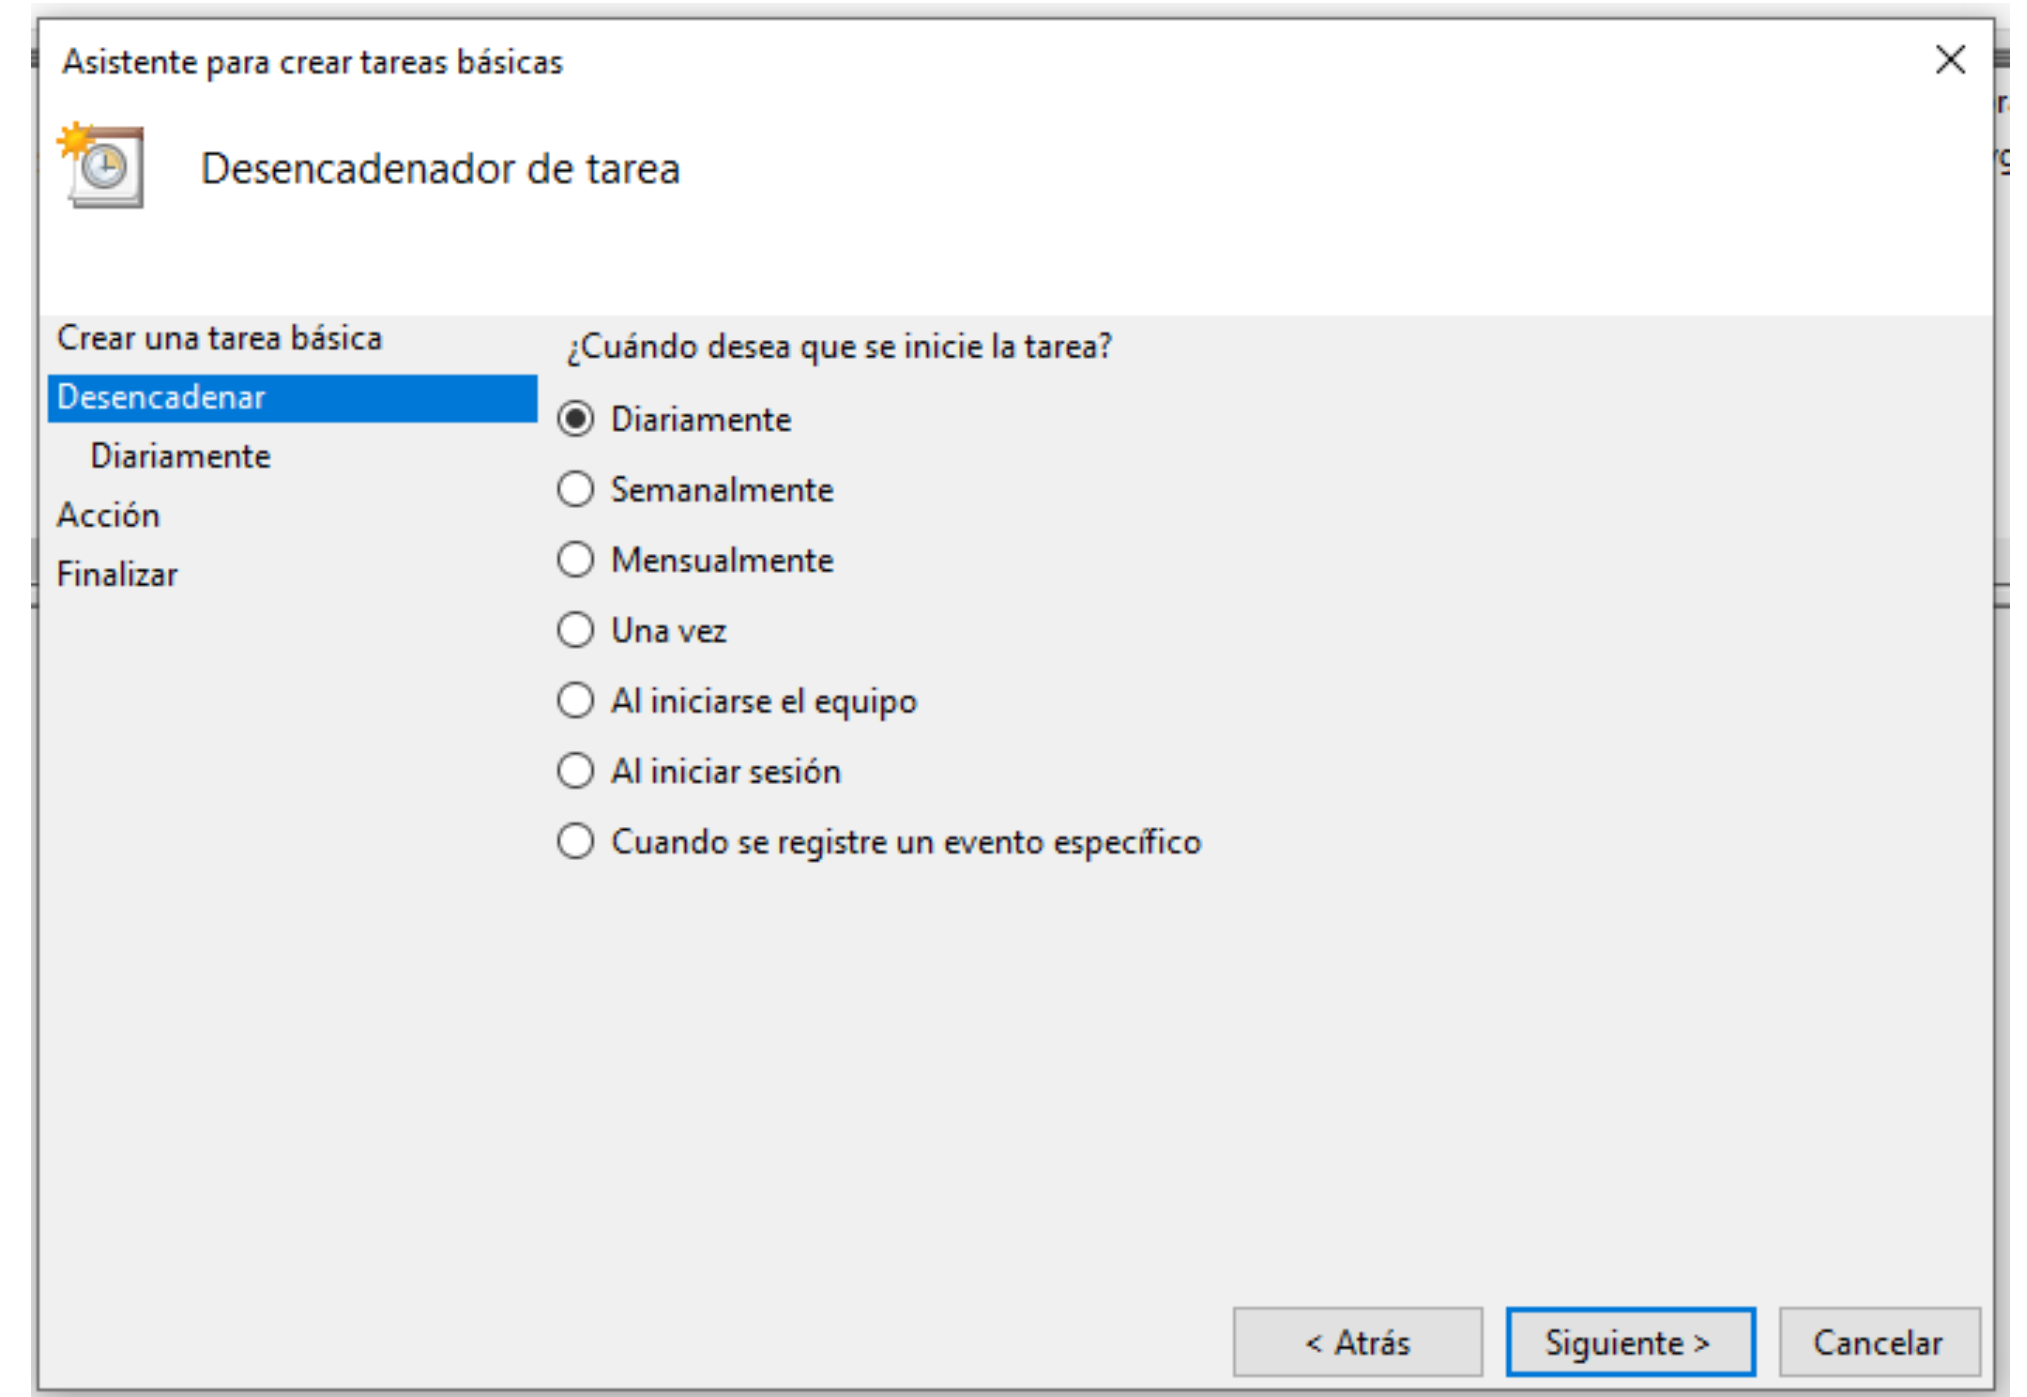 Asistente para crear tareas básicas
Desencadenador de tarea
Crear una tarea básica
Desencadenar
Diariamente
Acción
Finalizar
¿Cuándo desea que se inicie la tarea?
Diariamente
Semanalmente
Mensualmente
Una vez
Al iniciarse el equipo
Al iniciar sesión
Cuando se registre un evento específico
< Atrás
Siguiente >
Cancelar